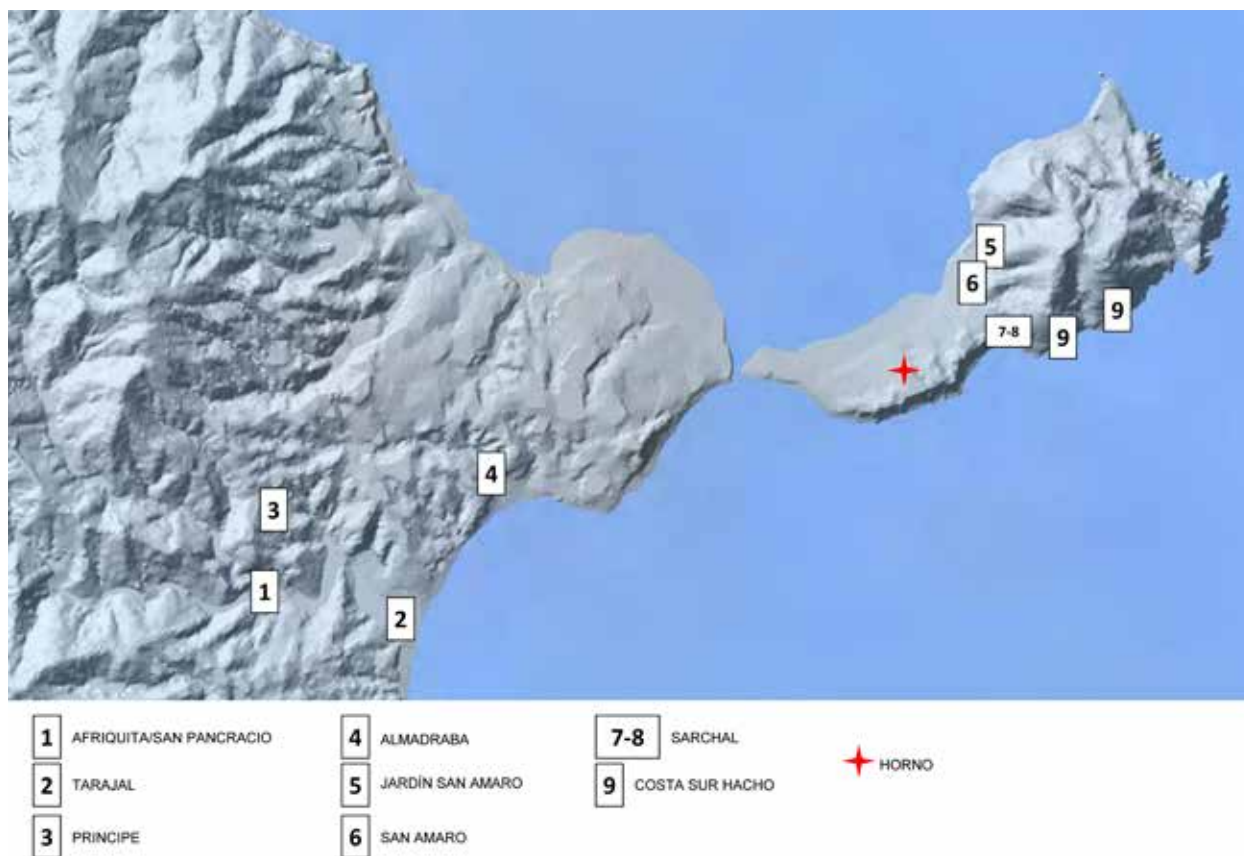 5
6
9
7-8
9
4
3
1
2
1 AFRIQUITA/SAN PANCRACIO
2 TARAJAL
3 PRINCIPE
4 ALMADRABA
5 JARDÍN SAN AMARO
6 SAN AMARO
7-8 SARCHAL
9 COSTA SUR HACHO
HORNO